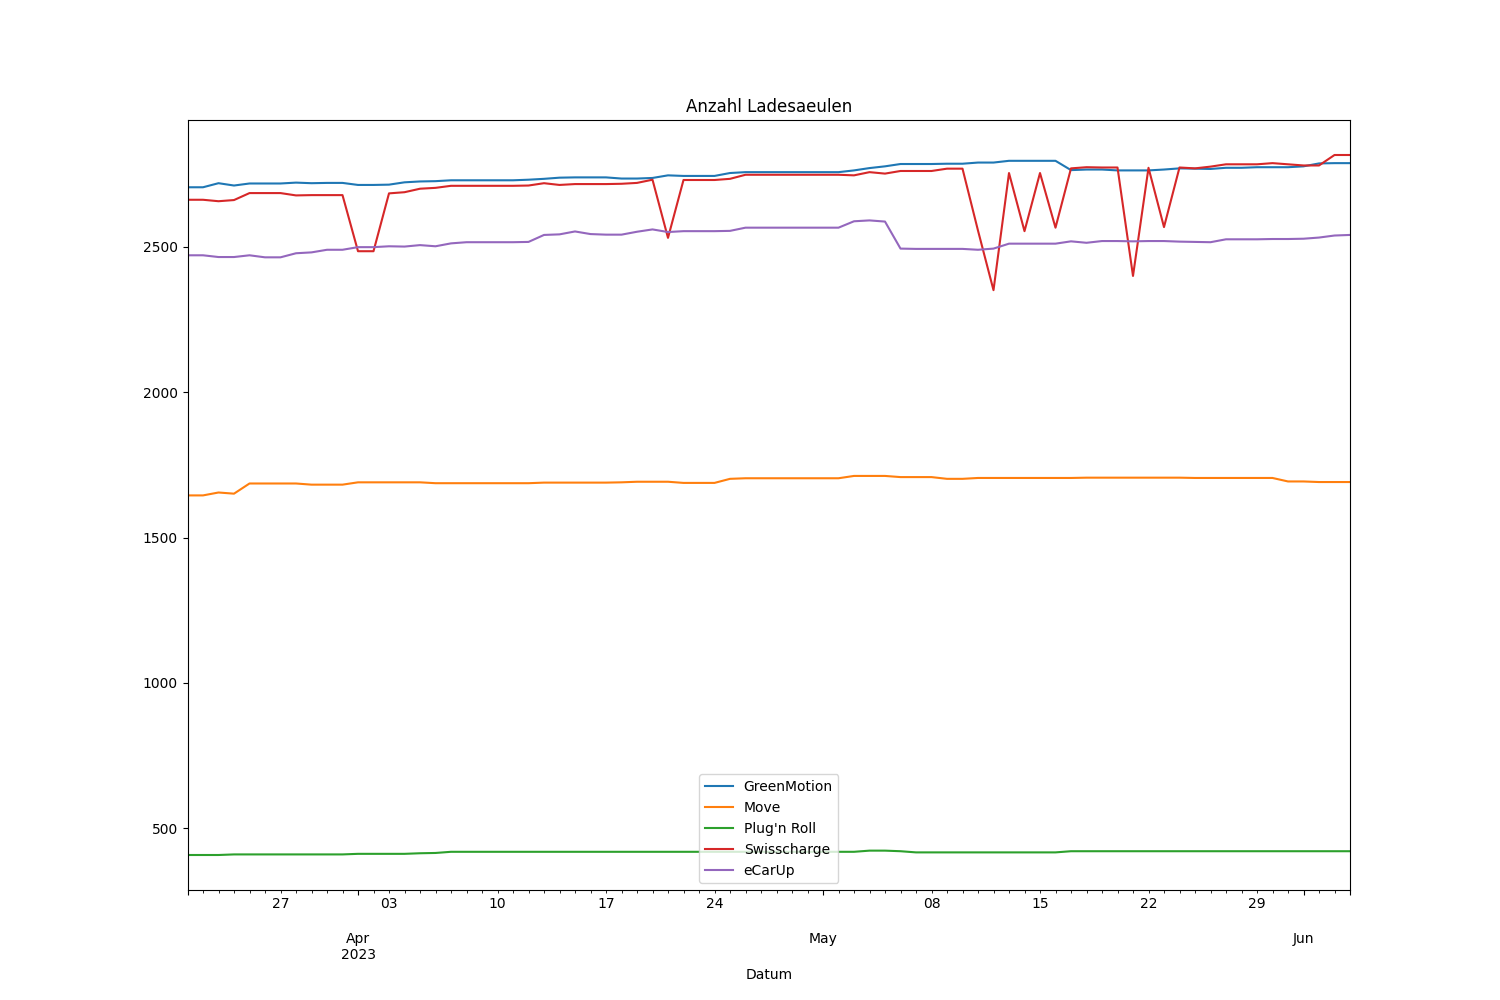 Anzahl Ladesaeulen
2500
2000
1500
1000
500
GreenMotion
Move
Plug'n Roll
Swisscharge
eCarUp
27 03 10 17 24 08 15 22 29
Apr May Jun
2023
Datum